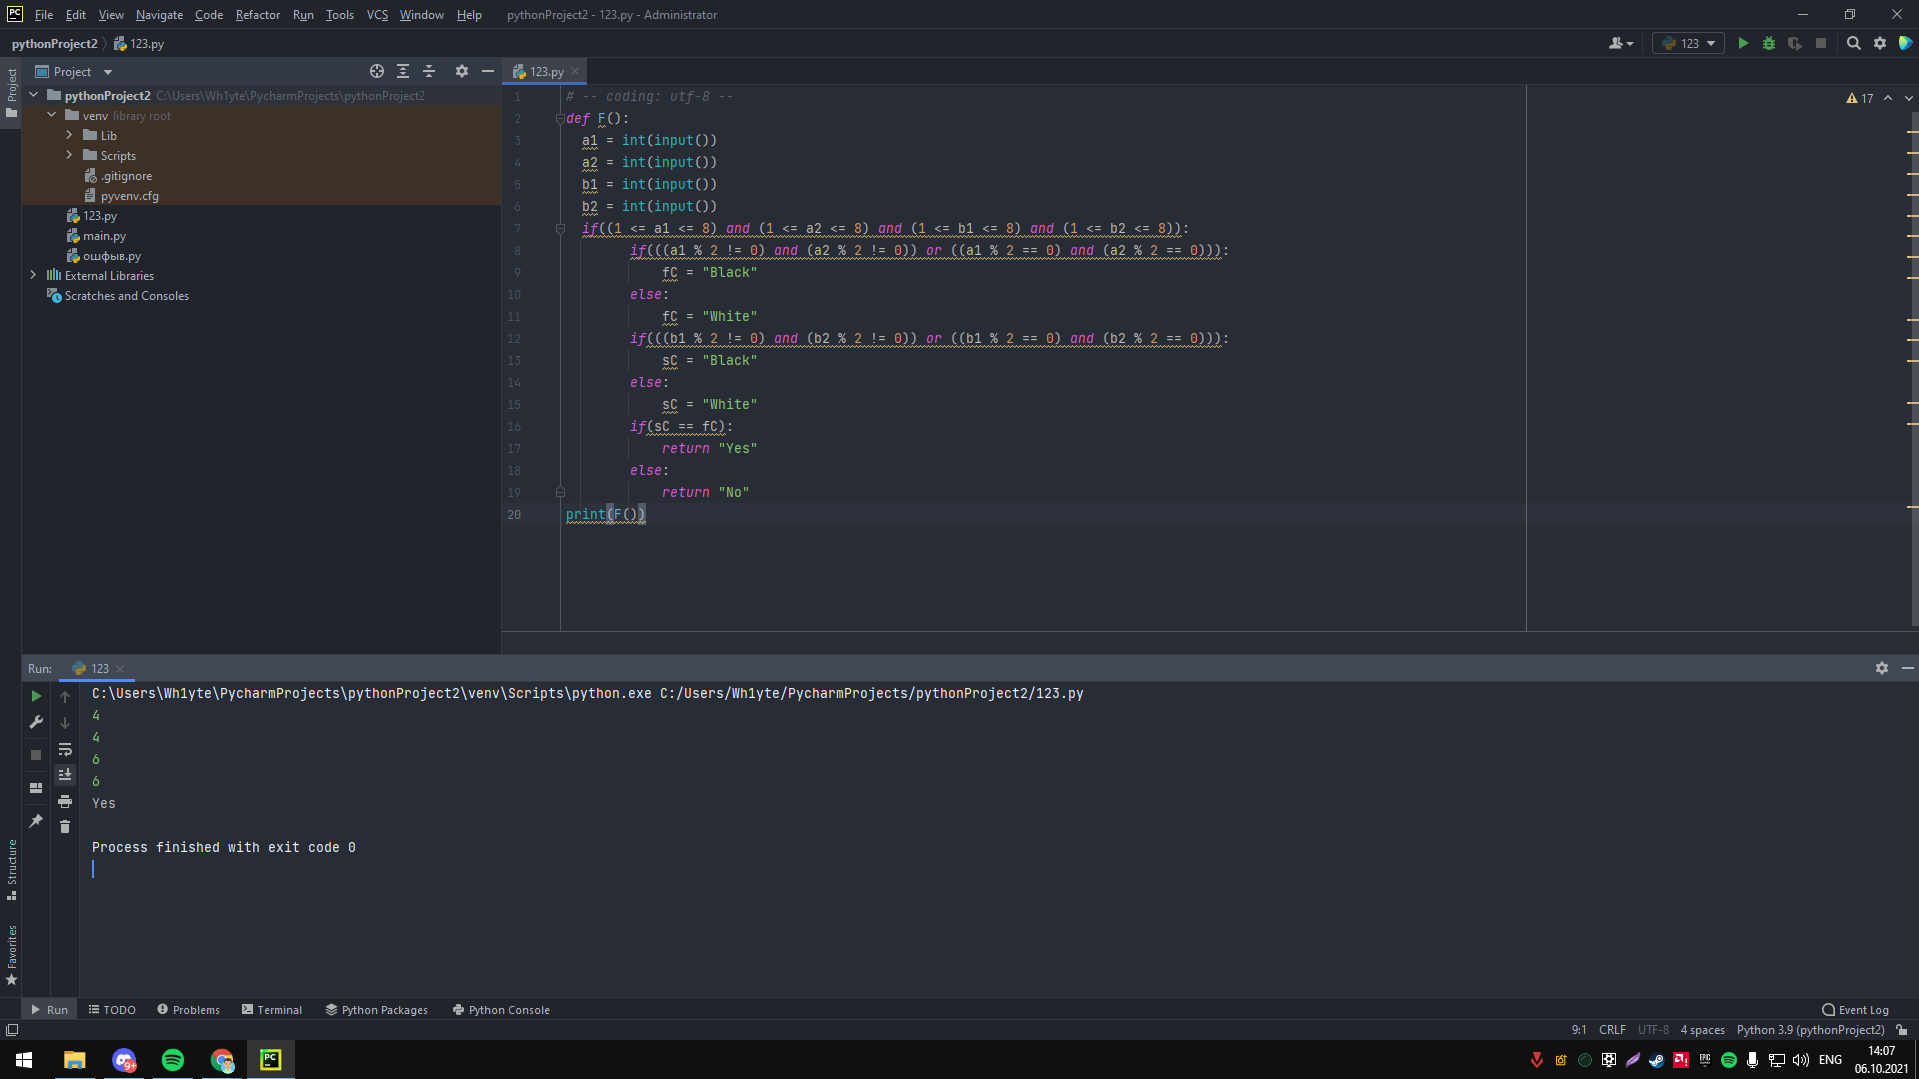 PC File Edit View Navigate Code Refactor Run Tools VCS Window Help pythonProject2 - 123.py - Administrator
pythonProject2 123.py 123
Project 123.py
pythonProject2 C:\Users\Wh1yte\PycharmProjects\pythonProject2
venv library root
Lib
Scripts
.gitignore
pyvenv.cfg
123.py
main.py
ошфыв.py
External Libraries
Scratches and Consoles
Project
Structure
Favorites
17
1 # -- coding: utf-8 --
2 def F():
3 a1 = int(input())
4 a2 = int(input())
5 b1 = int(input())
6 b2 = int(input())
7 if((1 <= a1 <= 8) and (1 <= a2 <= 8) and (1 <= b1 <= 8) and (1 <= b2 <= 8)):
8 if(((a1 % 2 != 0) and (a2 % 2 != 0)) or ((a1 % 2 == 0) and (a2 % 2 == 0))):
9 fC = "Black"
10 else:
11 fC = "White"
12 if(((b1 % 2 != 0) and (b2 % 2 != 0)) or ((b1 % 2 == 0) and (b2 % 2 == 0))):
13 sC = "Black"
14 else:
15 sC = "White"
16 if(sC == fC):
17 return "Yes"
18 else:
19 return "No"
20 print(F())
Run: 123
C:\Users\Wh1yte\PycharmProjects\pythonProject2\venv\Scripts\python.exe C:/Users/Wh1yte/PycharmProjects/pythonProject2/123.py
4
4
6
6
Yes
Process finished with exit code 0
Run TODO Problems Terminal Python Packages Python Console Event Log
9:1 CRLF UTF-8 4 spaces Python 3.9 (pythonProject2)
9+ PC EPIC ENG 14:07
06.10.2021